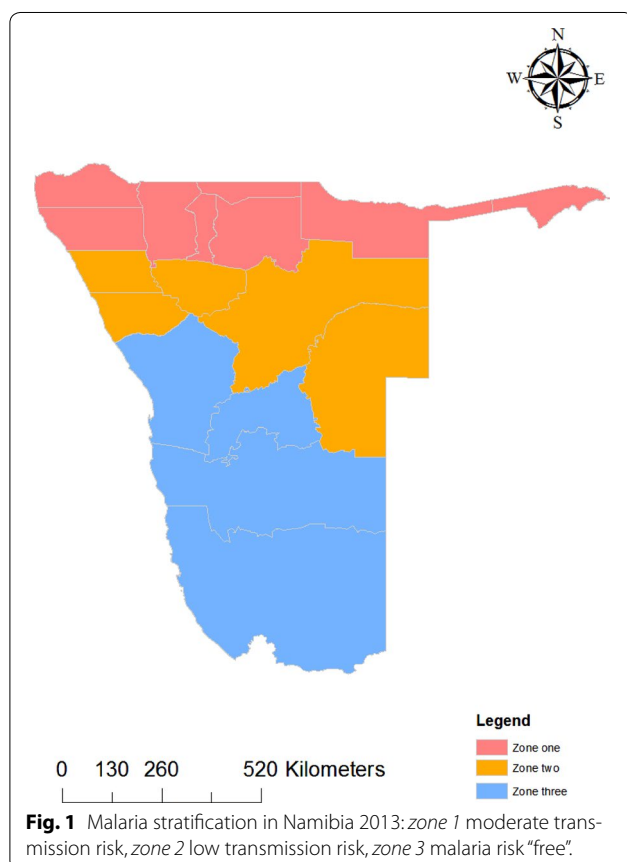 N
W E
S
Legend
Zone one
Zone two
Zone three
0 130 260 520 Kilometers
Fig. 1 Malaria stratification in Namibia 2013: zone 1 moderate trans-
mission risk, zone 2 low transmission risk, zone 3 malaria risk “free”.